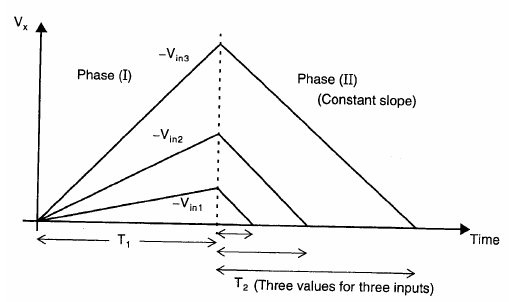 Vx
-Vin3
Phase (I)
Phase (II)
(Constant slope)
-Vin2
-Vin1
T1
Time
T2 (Three values for three inputs)